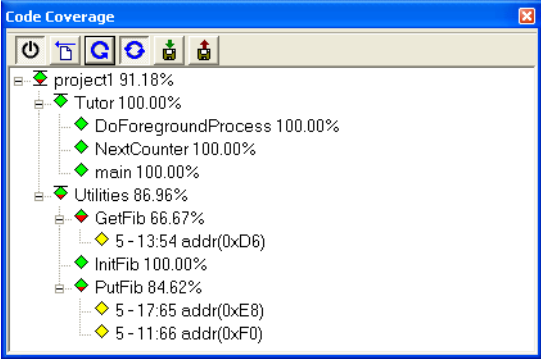 Code Coverage
project1 91.18%
Tutor 100.00%
DoForegroundProcess 100.00%
NextCounter 100.00%
main 100.00%
Utilities 86.96%
GetFib 66.67%
5 - 13:54 addr(0xD6)
InitFib 100.00%
PutFib 84.62%
5 - 17:65 addr(0xE8)
5 - 11:66 addr(0xF0)